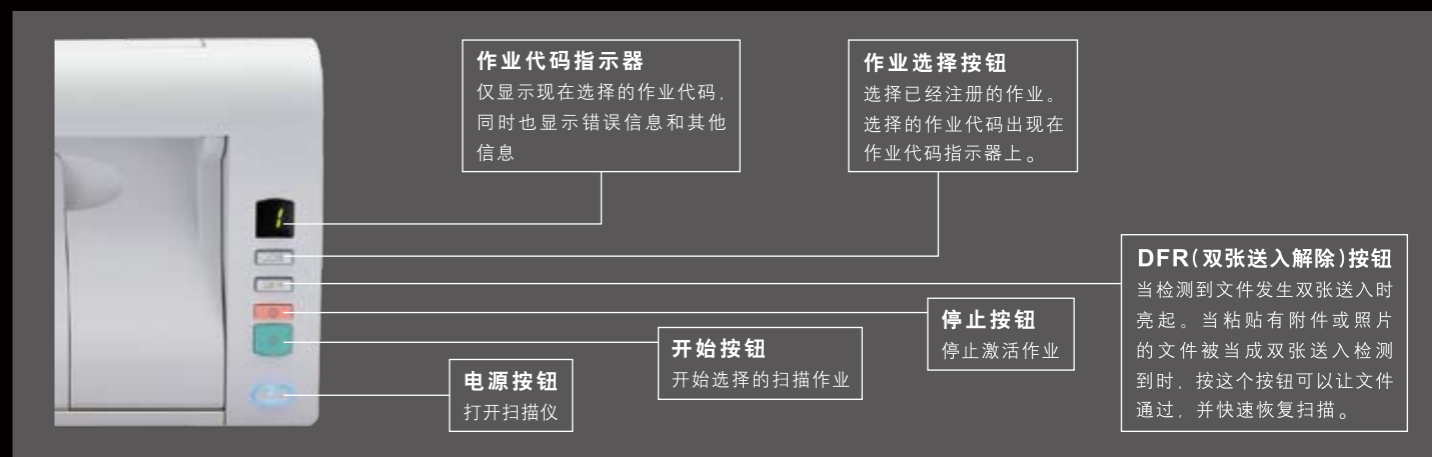 作业代码指示器
仅显示现在选择的作业代码，
同时也显示错误信息和其他
信息
作业选择按钮
选择已经注册的作业。
选择的作业代码出现在
作业代码指示器上。
1
DFR(双张送入解除)按钮
当检测到文件发生双张送入时
亮起。当粘贴有附件或照片
的文件被当成双张送入检测
到时，按这个按钮可以让文件
通过，并快速恢复扫描。
停止按钮
停止激活作业
开始按钮
开始选择的扫描作业
电源按钮
打开扫描仪